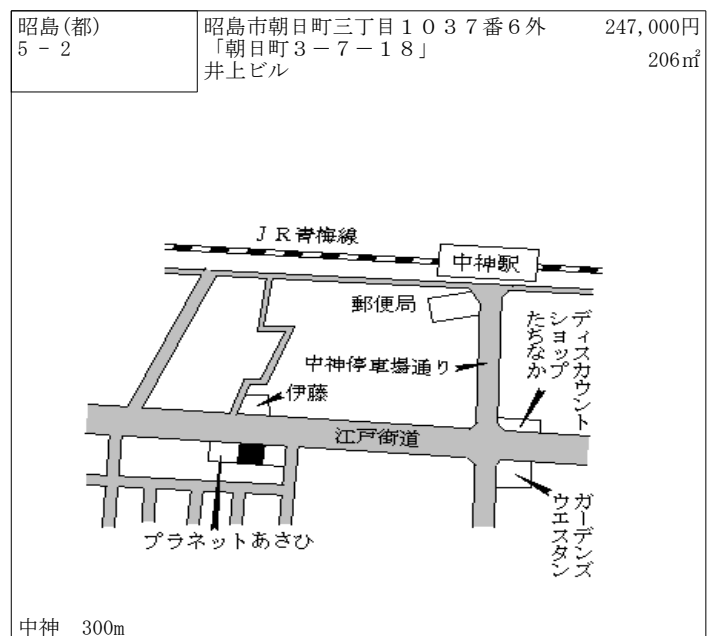 昭島(都)
5 - 2
昭島市朝日町三丁目１０３７番６外
247,000円
「朝日町３－７－１８」
206㎡
井上ビル
ＪＲ青梅線
中神駅
郵便局
ディスカウント
ショップ
たちなか
中神停車場通り
伊藤
江戸街道
プラネットあさひ
ガーデンズ
ウエスタン
中神　300m